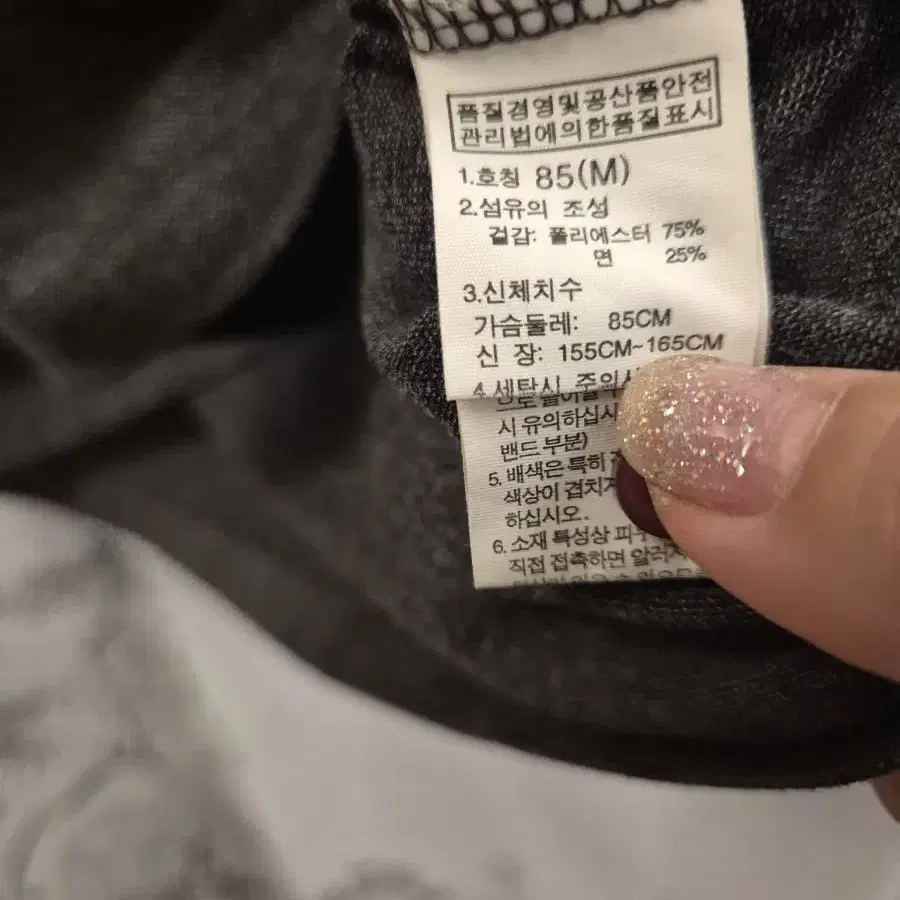 품질경영및공산품안전
관리법에의한품질표시
1.호칭 85(M)
2.섬유의 조성
겉감: 폴리에스터 75%
면 25%
3.신체치수
가슴둘레: 85CM
신 장: 155CM~165CM
4.세탁시 주의사
시 유의하십시
밴드 부분)
5. 배색은 특히
색상이 겹치
하십시오.
6. 소재 특성상 피
직접 접촉하면 알러